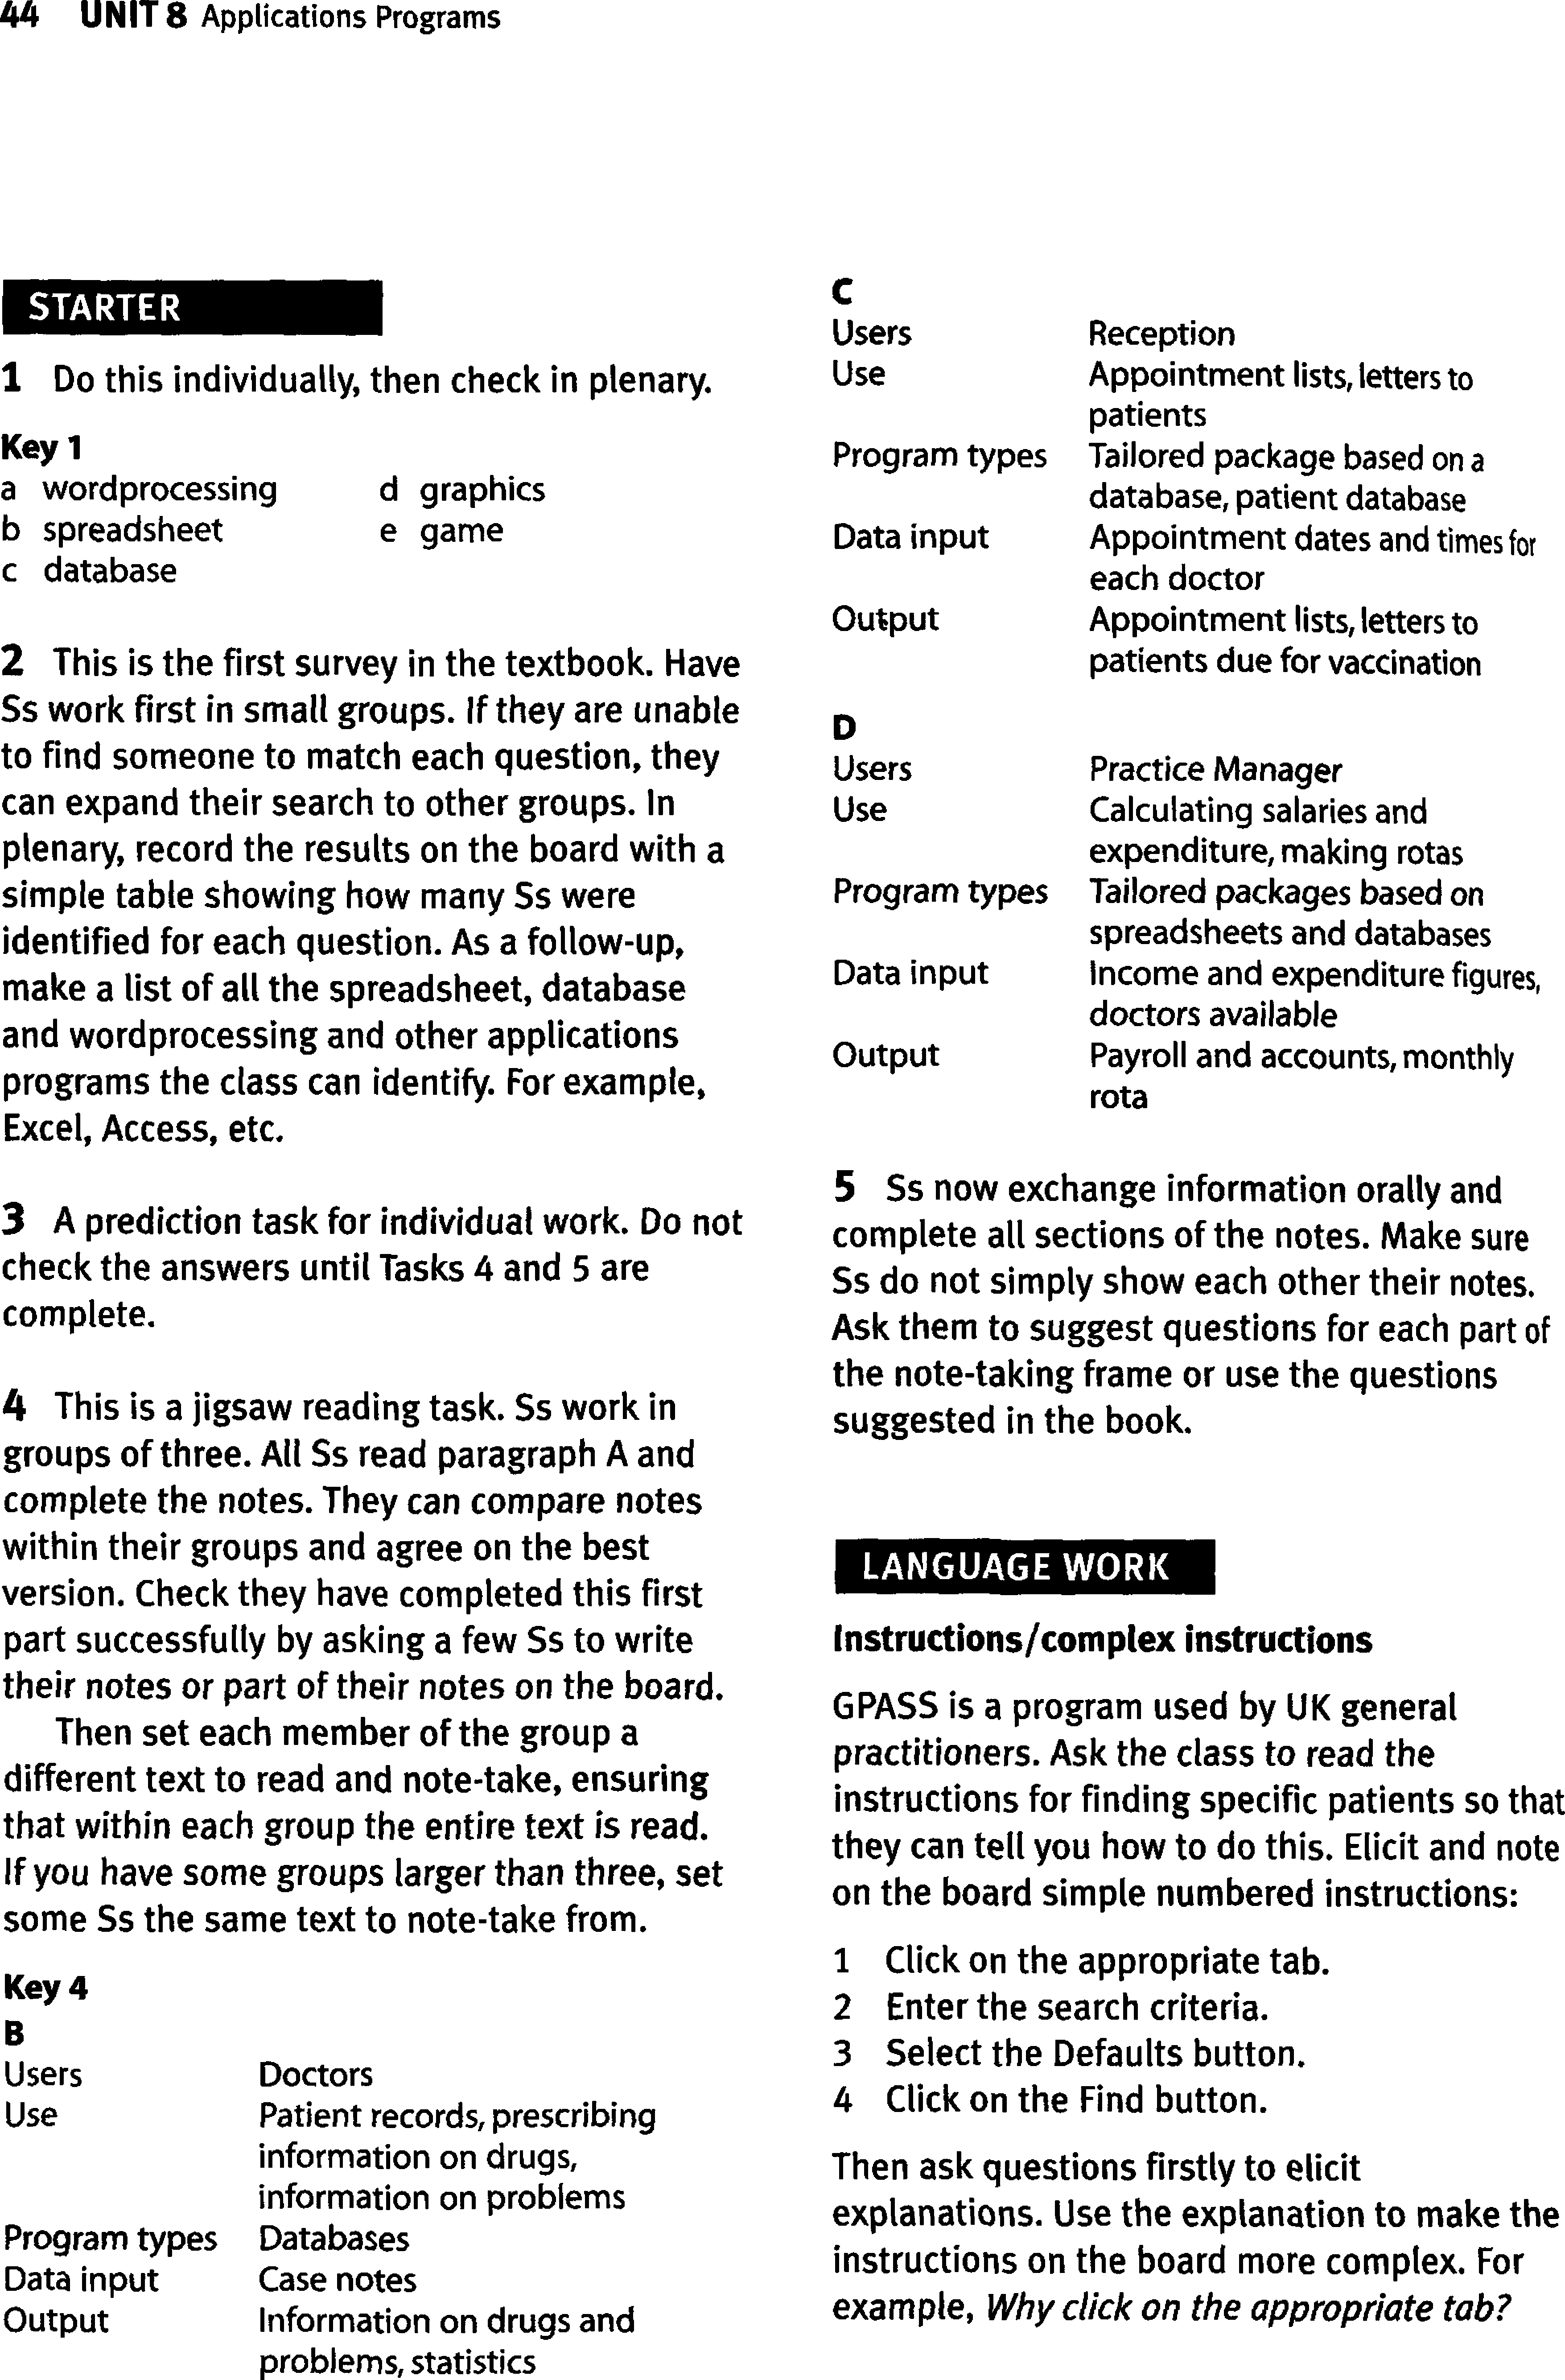 44 UNIT 8 Applications Programs
STARTER
1 Do this individually, then check in plenary.
Key 1
a wordprocessing d graphics
b spreadsheet e game
c database
2 This is the first survey in the textbook. Have
Ss work first in small groups. If they are unable
to find someone to match each question, they
can expand their search to other groups. In
plenary, record the results on the board with a
simple table showing how many Ss were
identified for each question. As a follow-up,
make a list of all the spreadsheet, database
and wordprocessing and other applications
programs the class can identify. For example,
Excel, Access, etc.
3 A prediction task for individual work. Do not
check the answers until Tasks 4 and 5 are
complete.
4 This is a jigsaw reading task. Ss work in
groups of three. All Ss read paragraph A and
complete the notes. They can compare notes
within their groups and agree on the best
version. Check they have completed this first
part successfully by asking a few Ss to write
their notes or part of their notes on the board.
Then set each member of the group a
different text to read and note-take, ensuring
that within each group the entire text is read.
If you have some groups larger than three, set
some Ss the same text to note-take from.
Key 4
B
Users Doctors
Use Patient records, prescribing
information on drugs,
information on problems
Program types Databases
Data input Case notes
Output Information on drugs and
problems, statistics
C
Users Reception
Use Appointment lists, letters to
patients
Program types Tailored package based on a
database, patient database
Data input Appointment dates and times for
each doctor
Output Appointment lists, letters to
patients due for vaccination
D
Users Practice Manager
Use Calculating salaries and
expenditure, making rotas
Program types Tailored packages based on
spreadsheets and databases
Data input Income and expenditure figures,
doctors available
Output Payroll and accounts, monthly
rota
5 Ss now exchange information orally and
complete all sections of the notes. Make sure
Ss do not simply show each other their notes.
Ask them to suggest questions for each part of
the note-taking frame or use the questions
suggested in the book.
LANGUAGE WORK
Instructions/complex instructions
GPASS is a program used by UK general
practitioners. Ask the class to read the
instructions for finding specific patients so that
they can tell you how to do this. Elicit and note
on the board simple numbered instructions:
1 Click on the appropriate tab.
2 Enter the search criteria.
3 Select the Defaults button.
4 Click on the Find button.
Then ask questions firstly to elicit
explanations. Use the explanation to make the
instructions on the board more complex. For
example, Why click on the appropriate tab?